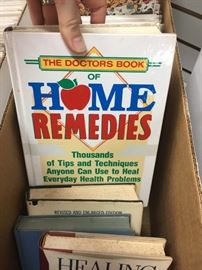 THE DOCTORS BOOK
OF
HOME
REMEDIES
Thousands
of Tips and Techniques
Anyone Can Use to Heal
Everyday Health Problems
REVISED AND ENLARGED EDITION
HEALING